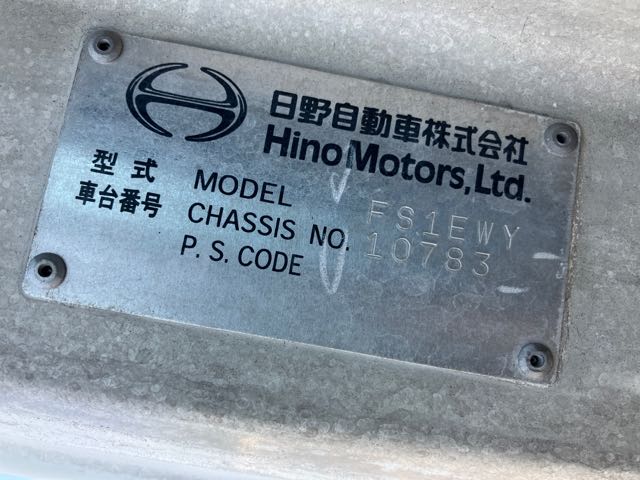 日野自動車株式会社
Hino Motors, Ltd.
型式 MODEL FS1EWY
車台番号 CHASSIS NO. 10783
P. S. CODE